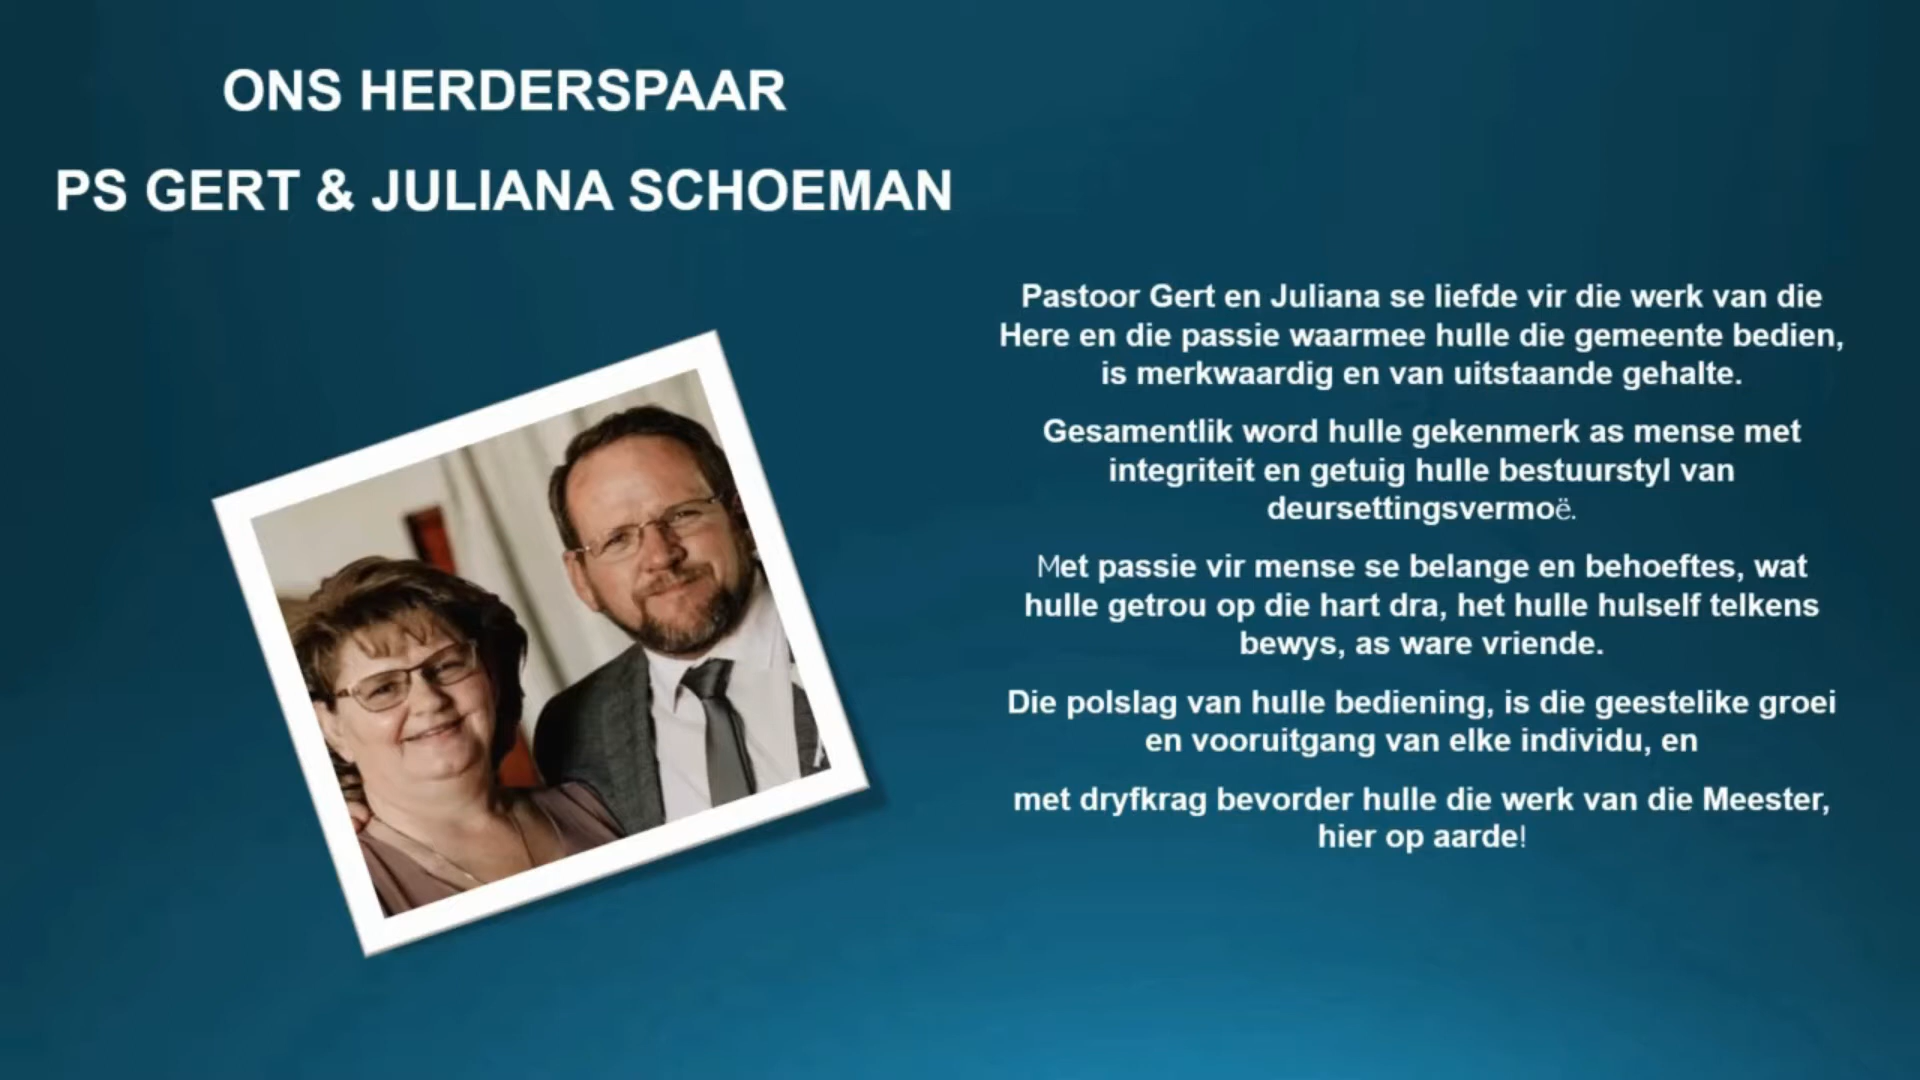 ONS HERDERSPAAR
PS GERT & JULIANA SCHOEMAN
Pastoor Gert en Juliana se liefde vir die werk van die
Here en die passie waarmee hulle die gemeente bedien,
is merkwaardig en van uitstaande gehalte.
Gesamentlik word hulle gekenmerk as mense met
integriteit en getuig hulle bestuurstyl van
deursettingsvermoë.
Met passie vir mense se belange en behoeftes, wat
hulle getrou op die hart dra, het hulle hulself telkens
bewys, as ware vriende.
Die polslag van hulle bediening, is die geestelike groei
en vooruitgang van elke individu, en
met dryfkrag bevorder hulle die werk van die Meester,
hier op aarde!